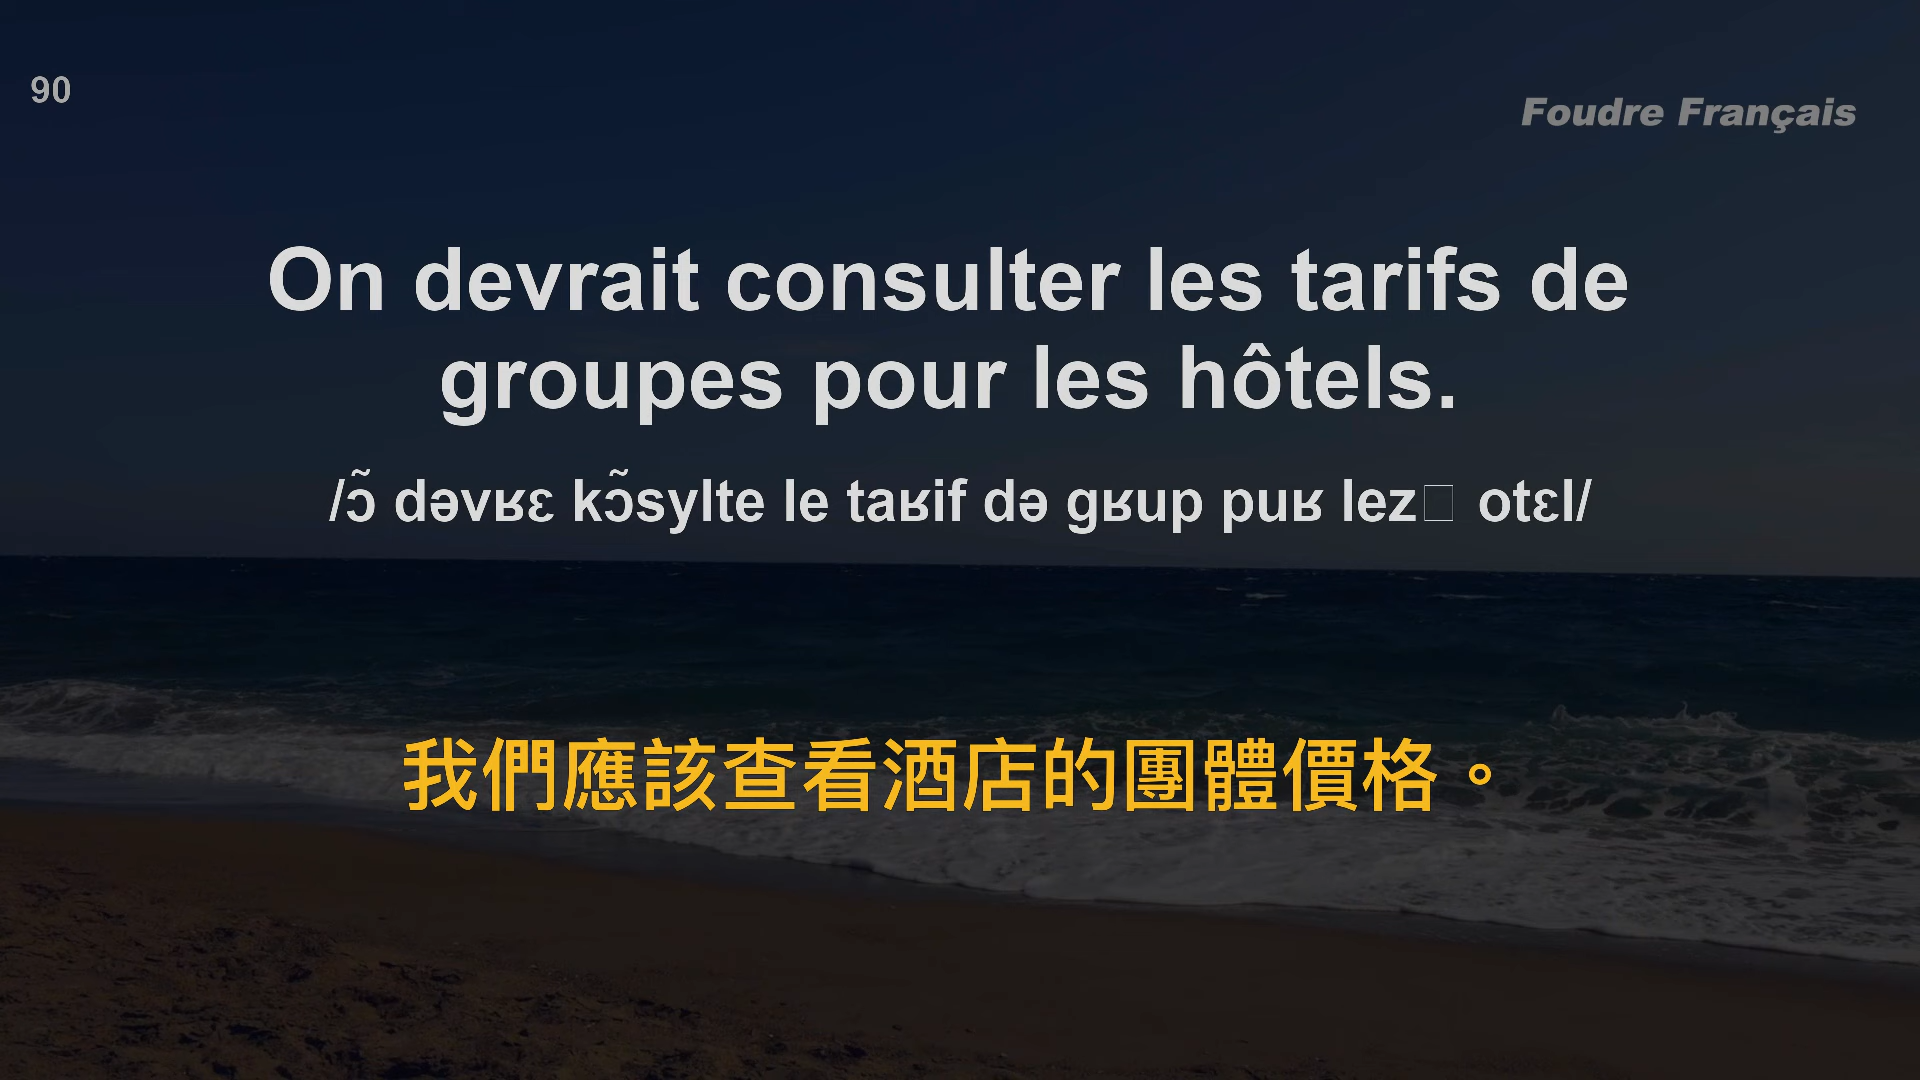 90
Foudre Français
On devrait consulter les tarifs de
groupes pour les hôtels.
/ɔ̃ dəvʁɛ kɔ̃sylte le taʁif də ɡʁup puʁ lez□ otɛl/
我們應該查看酒店的團體價格。